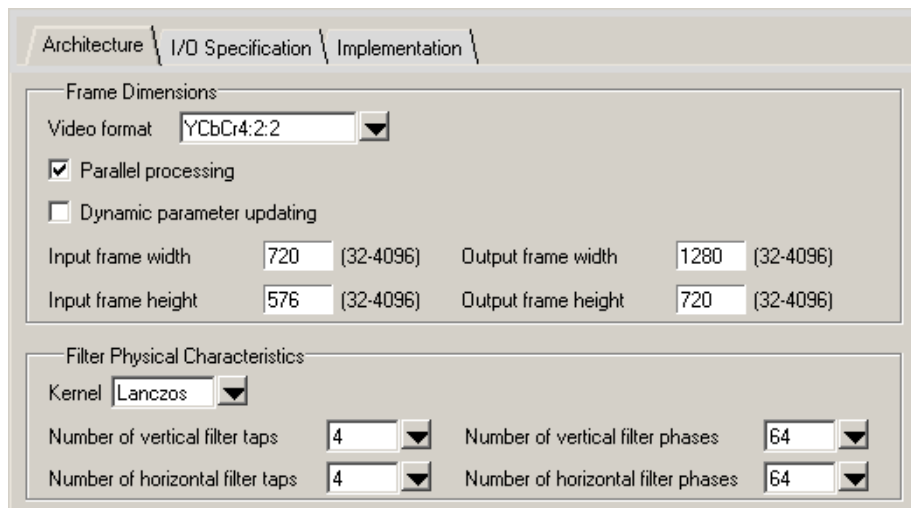 Architecture I/O Specification Implementation
Frame Dimensions
Video format YCbCr4:2:2
Parallel processing
Dynamic parameter updating
Input frame width 720 (32-4096) Output frame width 1280 (32-4096)
Input frame height 576 (32-4096) Output frame height 720 (32-4096)
Filter Physical Characteristics
Kernel Lanczos
Number of vertical filter taps 4 Number of vertical filter phases 64
Number of horizontal filter taps 4 Number of horizontal filter phases 64